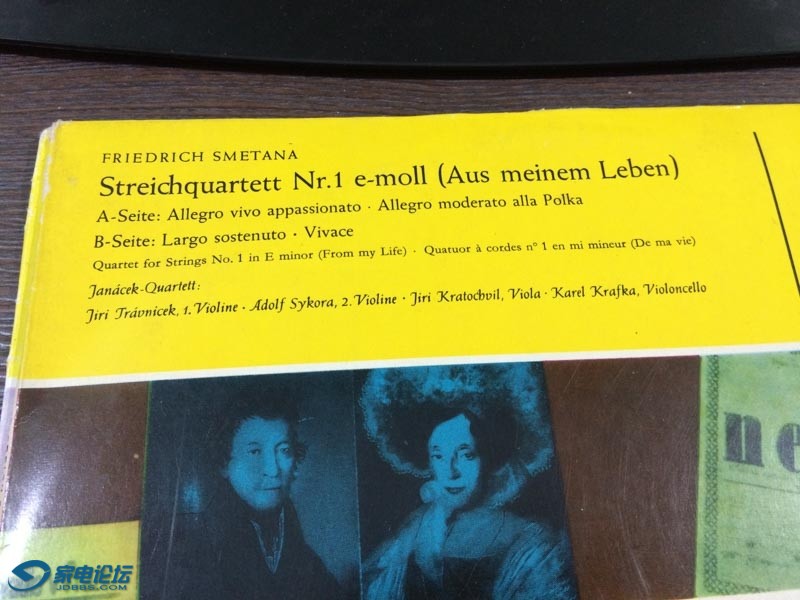 FRIEDRICH SMETANA
Streichquartett Nr.1 e-moll (Aus meinem Leben)
A-Seite: Allegro vivo appassionato · Allegro moderato alla Polka
B-Seite: Largo sostenuto · Vivace
Quartet for Strings No. 1 in E minor (From my Life) · Quatuor à cordes n° 1 en mi mineur (De ma vie)
Janácek-Quartett:
Jiri Trávnicek, 1. Violine · Adolf Sykora, 2. Violine · Jiri Kratochvil, Viola · Karel Krafka, Violoncello
ne
家电论坛
JDBBS.COM